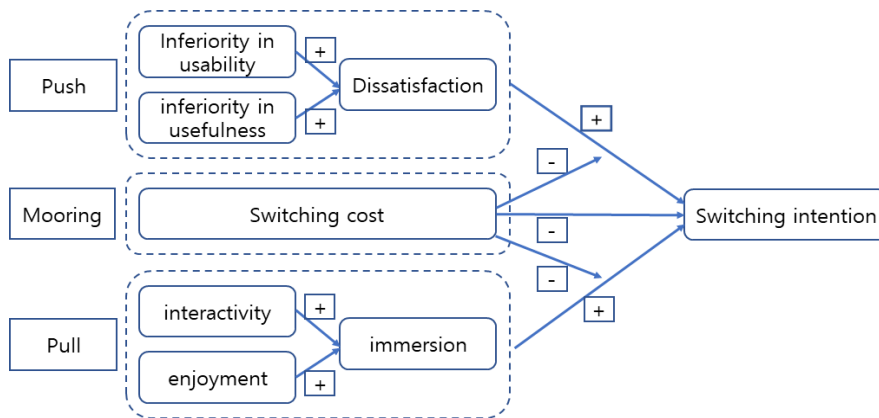 Push
Inferiority in
usability
+
inferiority in
usefulness
+
Dissatisfaction
+
Mooring
Switching cost
-
-
-
Switching intention
Pull
interactivity
+
enjoyment
+
immersion
+